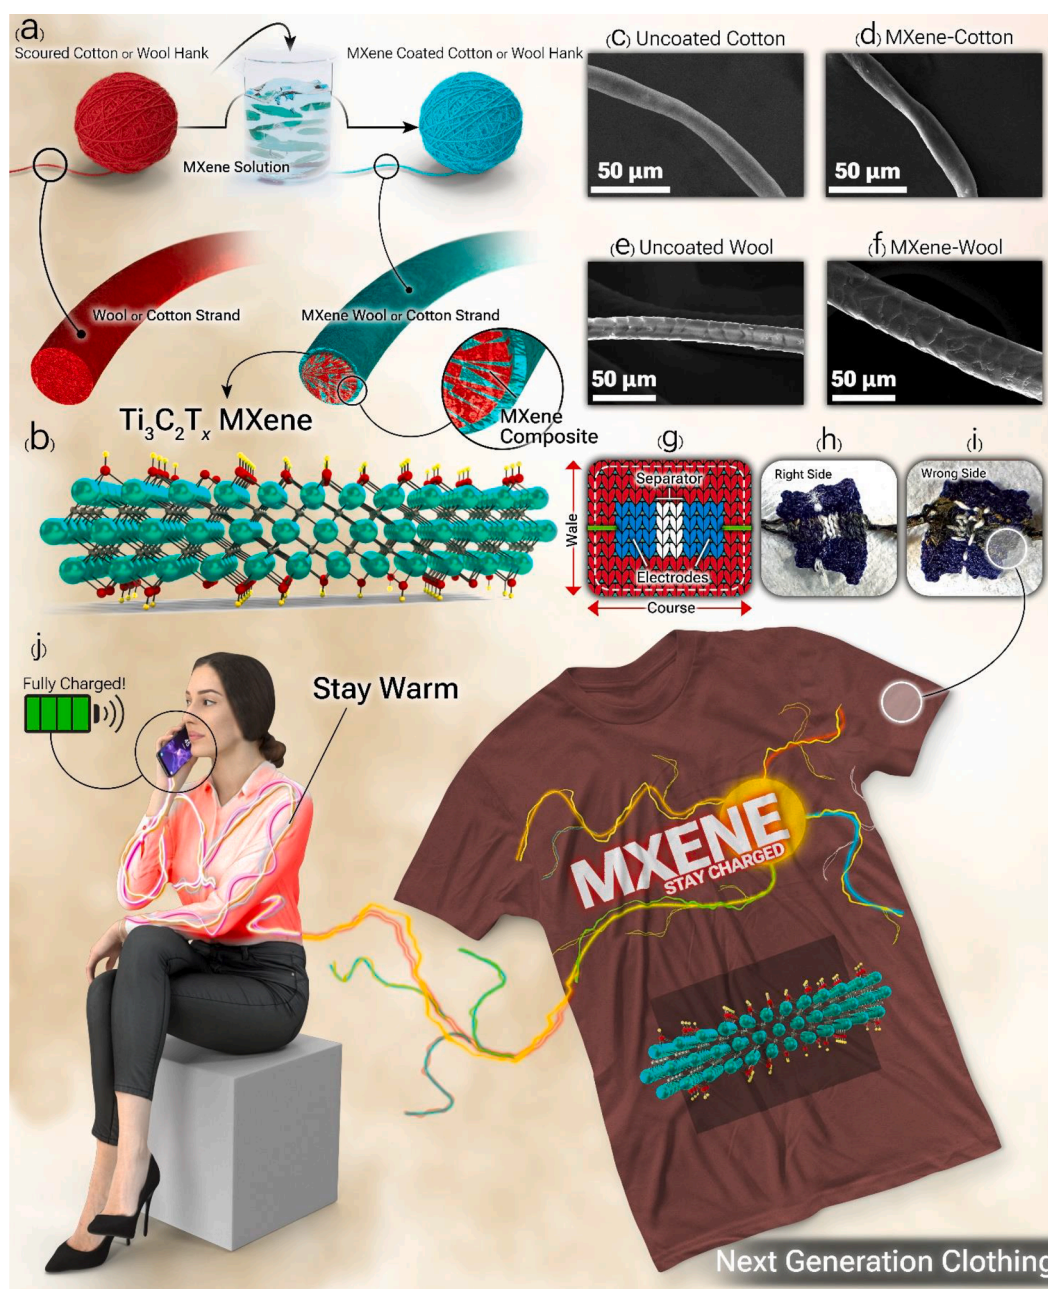 (a)
Scoured Cotton or Wool Hank
MXene Coated Cotton or Wool Hank
MXene Solution
Wool or Cotton Strand
MXene Wool or Cotton Strand
MXene
Composite
Ti3C2Tx MXene
(b)
(c) Uncoated Cotton
50 µm
(d) MXene-Cotton
50 µm
(e) Uncoated Wool
50 µm
(f) MXene-Wool
50 µm
(g)
Separator
Wale
Electrodes
Course
(h)
Right Side
(i)
Wrong Side
(j)
Fully Charged!
Stay Warm
MXENE
STAY CHARGED
Next Generation Clothing